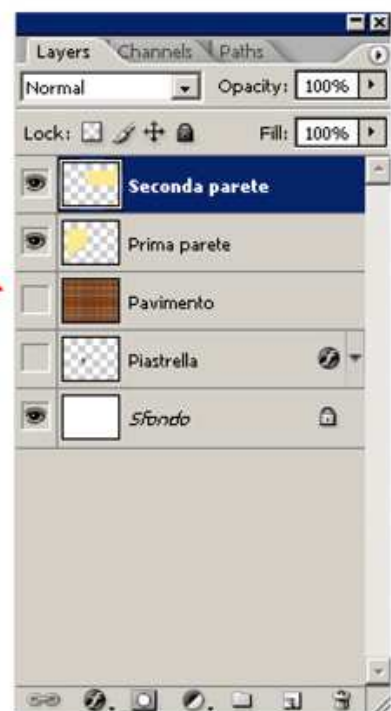 Layers Channels Paths
Normal Opacity: 100%
Lock: Fill: 100%
Seconda parete
Prima parete
Pavimento
Piastrella
Sfondo